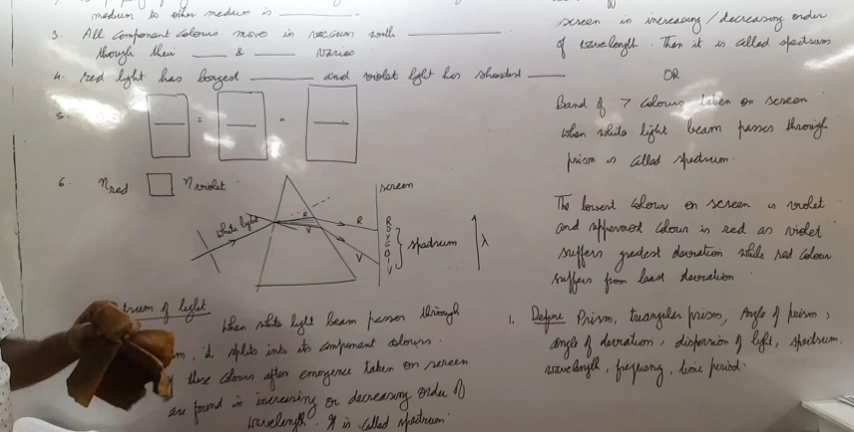 medium to other medium is
3. All Component Colours move in vacuum with
through their & varies
4. red light has longest and violet light has shortest
5. = -
6. n red n violet
white light
R
V
R
V
screen
R
O
Y
G
B
I
V
spectrum
λ
trum of light
When white light beam passes through
m, it splits into its component colours.
these colours after emergence taken on screen
are found in increasing or decreasing order of
wavelength. It is called spectrum
screen in increasing / decreasing order
of wavelength. Then it is called spectrum
OR
Band of 7 colours taken on screen
when white light beam passes through
prism is called spectrum.
The lowest colour on screen is violet
and uppermost colour is red as violet
suffers greatest deviation while red colour
suffers from least deviation
1. Define Prism, triangular prism, Angle of prism,
angle of deviation, dispersion of light, spectrum,
wavelength, frequency, time period.